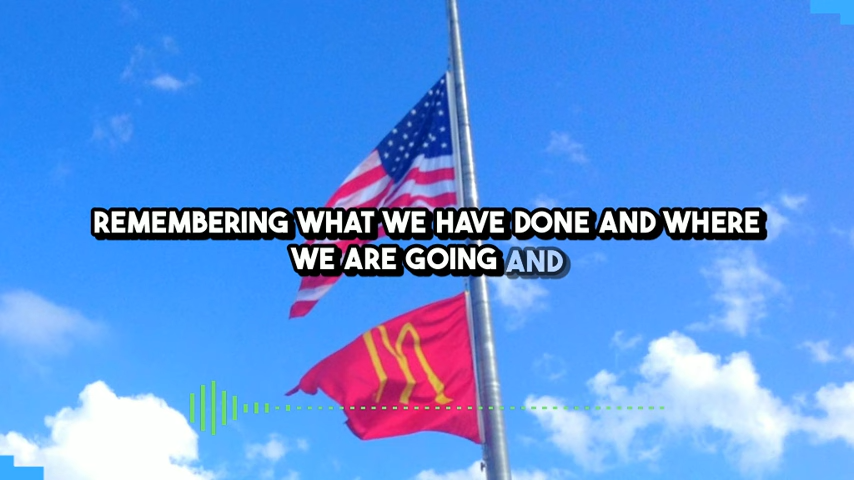 REMEMBERING WHAT WE HAVE DONE AND WHERE
WE ARE GOING AND